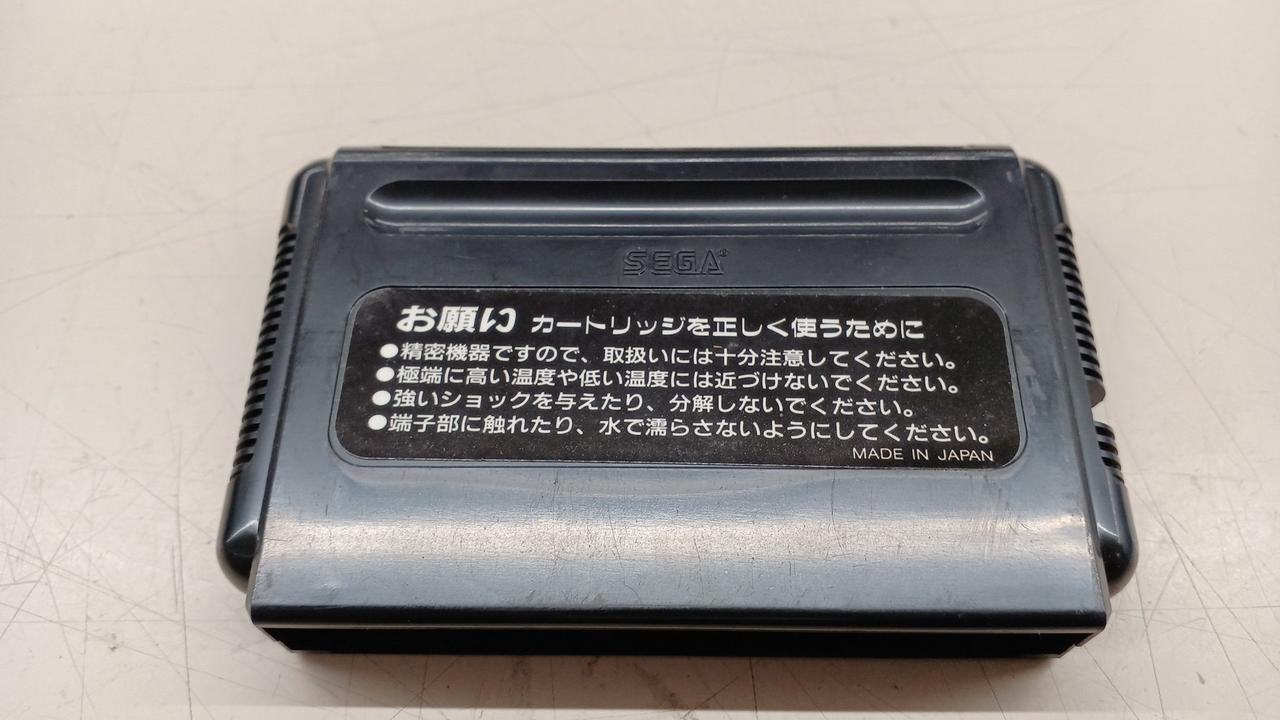 SEGA®
お願い カートリッジを正しく使うために
●精密機器ですので、取扱いには十分注意してください。
●極端に高い温度や低い温度には近づけないでください。
●強いショックを与えたり、分解しないでください。
●端子部に触れたり、水で濡らさないようにしてください。
MADE IN JAPAN